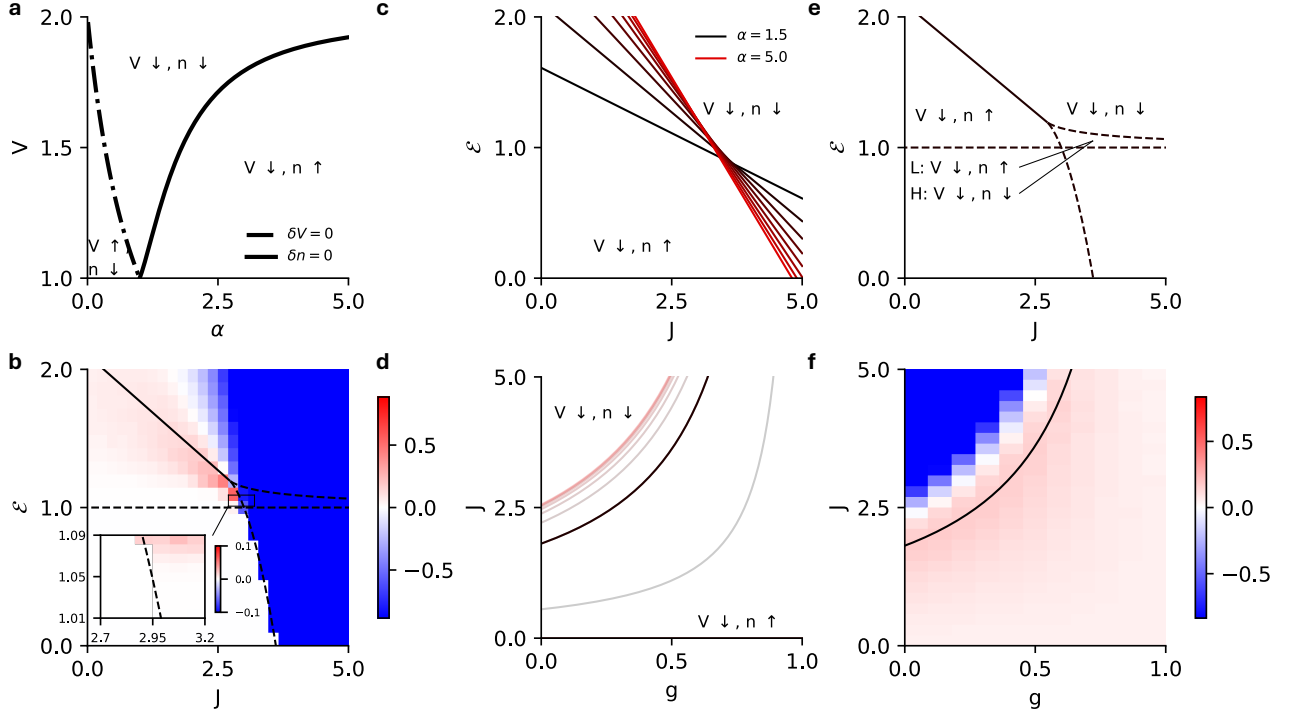 a
2.0
1.5
1.0
V
V ↓, n ↓
V ↓, n ↑
V ↑,
n ↓
δV = 0
δn = 0
0.0 2.5 5.0
α
c
2.0
1.0
0.0
ℰ
α = 1.5
α = 5.0
V ↓, n ↓
V ↓, n ↑
0.0 2.5 5.0
J
e
2.0
1.0
0.0
ℰ
V ↓, n ↑
V ↓, n ↓
L: V ↓, n ↑
H: V ↓, n ↓
0.0 2.5 5.0
J
b
2.0
1.0
0.0
ℰ
1.09
1.05
1.01
2.7 2.95 3.2
0.1
0.0
−0.1
0.0 2.5 5.0
J
0.5
0.0
−0.5
d
5.0
2.5
0.0
J
V ↓, n ↓
V ↓, n ↑
0.0 0.5 1.0
g
f
5.0
2.5
0.0
J
0.0 0.5 1.0
g
0.5
0.0
−0.5